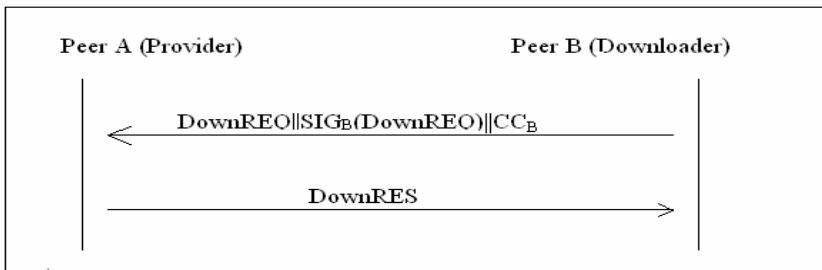 Peer A (Provider) Peer B (Downloader)
DownREQ||SIGB(DownREQ)||CCB
DownRES